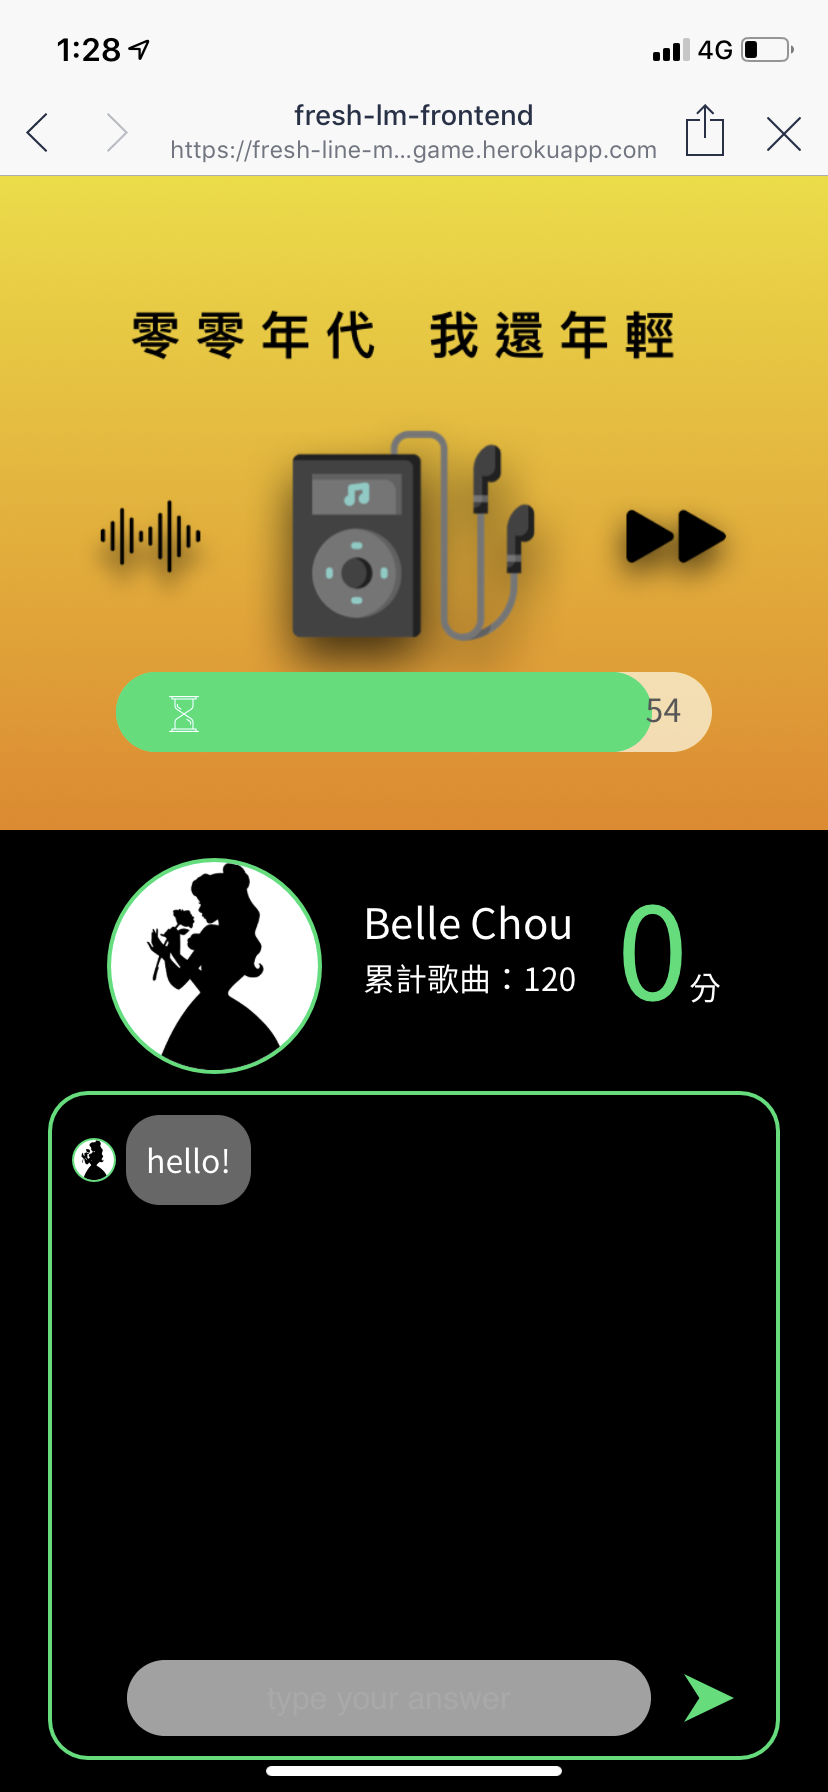 1:28
4G
fresh-lm-frontend
https://fresh-line-m...game.herokuapp.com
零零年代 我還年輕
54
Belle Chou
累計歌曲：120
0分
hello!
type your answer